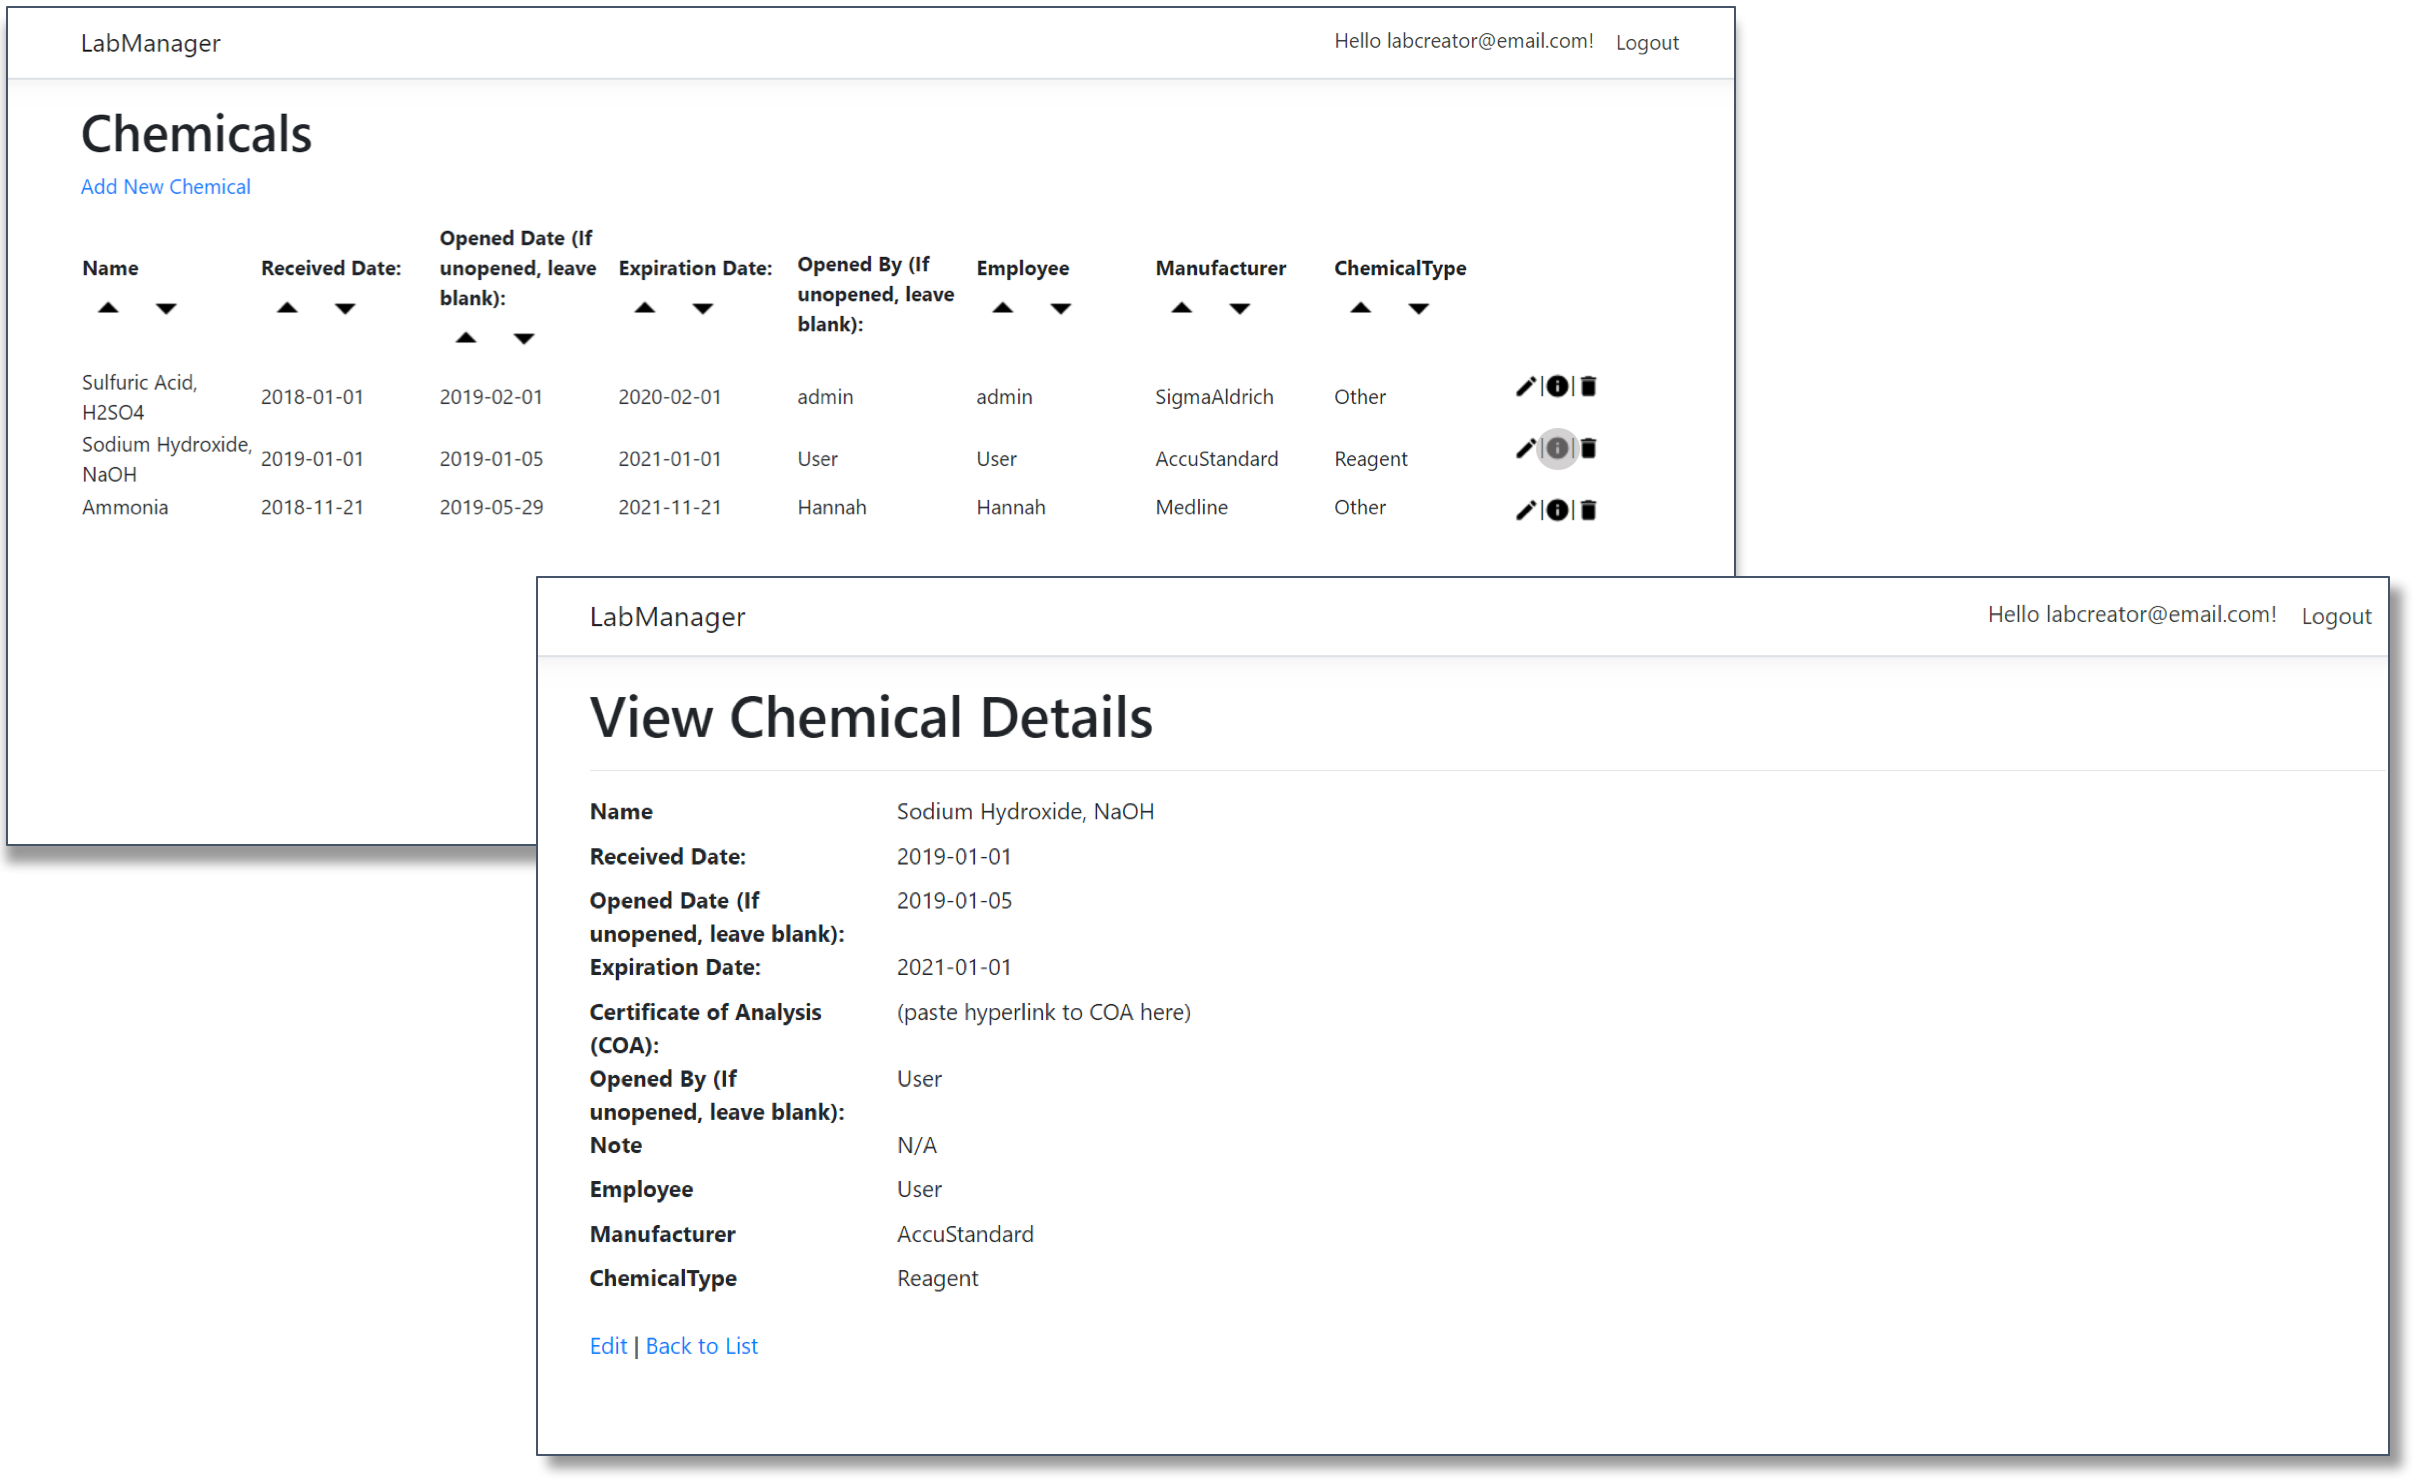 LabManager
Hello labcreator@email.com! Logout
Chemicals
Add New Chemical
Name
Received Date:
Opened Date (If
unopened, leave
blank):
Expiration Date:
Opened By (If
unopened, leave
blank):
Employee
Manufacturer
ChemicalType
Sulfuric Acid,
H2SO4
2018-01-01
2019-02-01
2020-02-01
admin
admin
SigmaAldrich
Other
Sodium Hydroxide,
NaOH
2019-01-01
2019-01-05
2021-01-01
User
User
AccuStandard
Reagent
Ammonia
2018-11-21
2019-05-29
2021-11-21
Hannah
Hannah
Medline
Other
LabManager
Hello labcreator@email.com! Logout
View Chemical Details
Name
Sodium Hydroxide, NaOH
Received Date:
2019-01-01
Opened Date (If
unopened, leave blank):
2019-01-05
Expiration Date:
2021-01-01
Certificate of Analysis
(COA):
(paste hyperlink to COA here)
Opened By (If
unopened, leave blank):
User
Note
N/A
Employee
User
Manufacturer
AccuStandard
ChemicalType
Reagent
Edit | Back to List